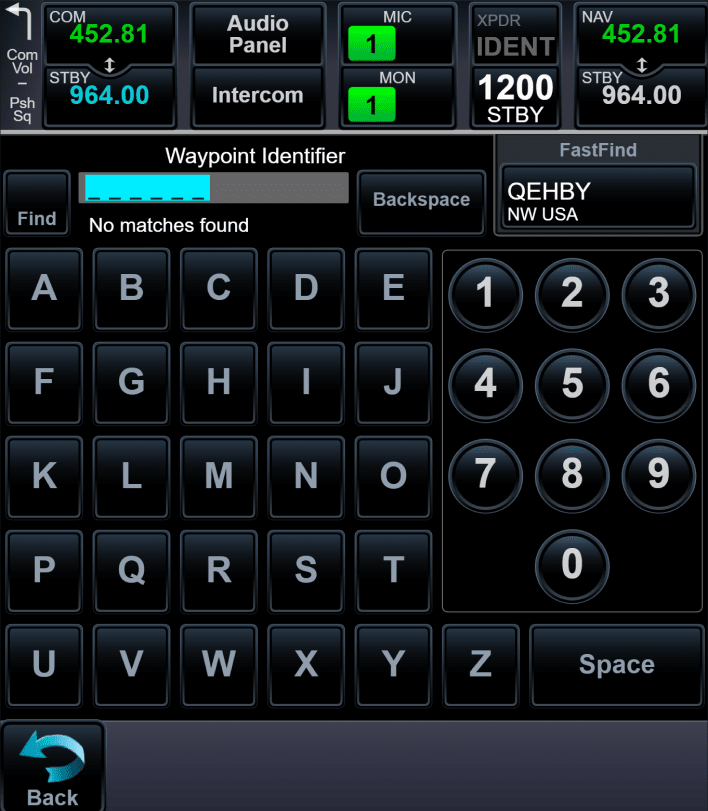 Com
Vol
–
Psh
Sq
COM
452.81
STBY
964.00
Audio
Panel
Intercom
MIC
1
MON
1
XPDR
IDENT
1200
STBY
NAV
452.81
STBY
964.00
Waypoint Identifier
Find
_ _ _ _ _ _
No matches found
Backspace
FastFind
QEHBY
NW USA
A B C D E
1 2 3
F G H I J
4 5 6
K L M N O
7 8 9
P Q R S T
0
U V W X Y Z Space
Back